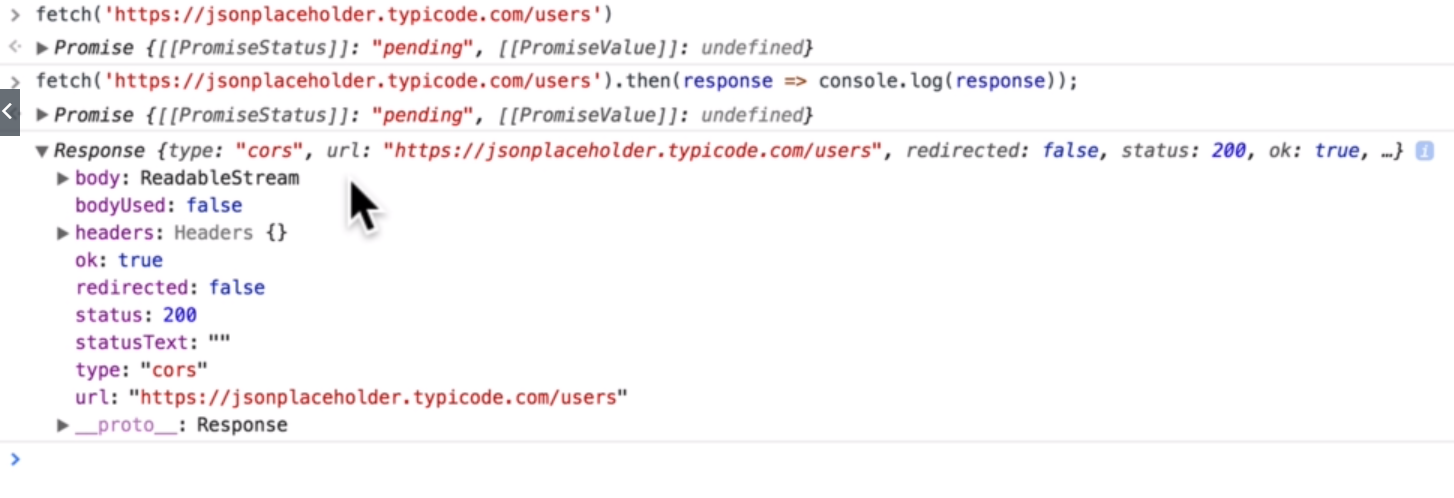 > fetch('https://jsonplaceholder.typicode.com/users')
<· ▶ Promise {[[PromiseStatus]]: "pending", [[PromiseValue]]: undefined}
> fetch('https://jsonplaceholder.typicode.com/users').then(response => console.log(response));
▶ Promise {[[PromiseStatus]]: "pending", [[PromiseValue]]: undefined}
▼ Response {type: "cors", url: "https://jsonplaceholder.typicode.com/users", redirected: false, status: 200, ok: true, …} i
▶ body: ReadableStream
bodyUsed: false
▶ headers: Headers {}
ok: true
redirected: false
status: 200
statusText: ""
type: "cors"
url: "https://jsonplaceholder.typicode.com/users"
▶ __proto__: Response
>